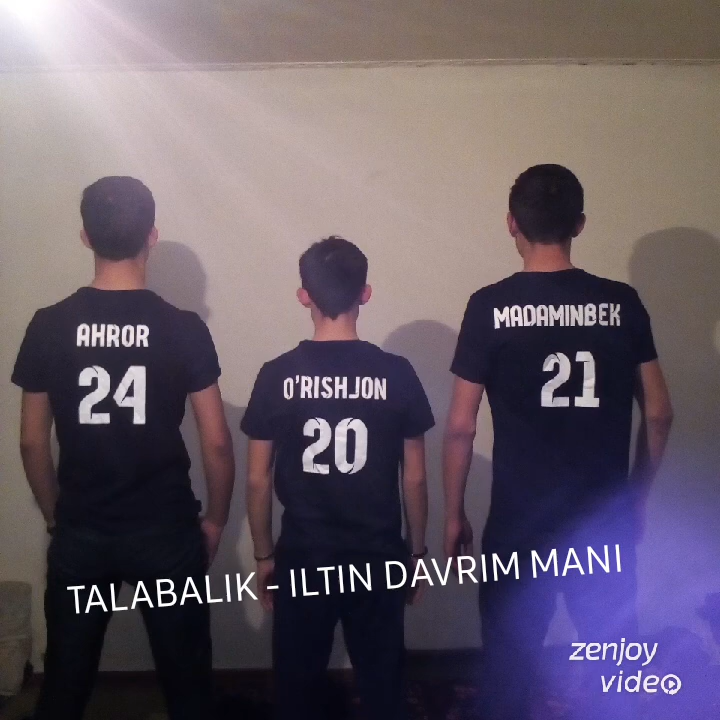 AHROR
24
O'RISHJON
20
MADAMINBEK
21
TALABALIK - ILTIN DAVRIM MANI
zenjoy
video